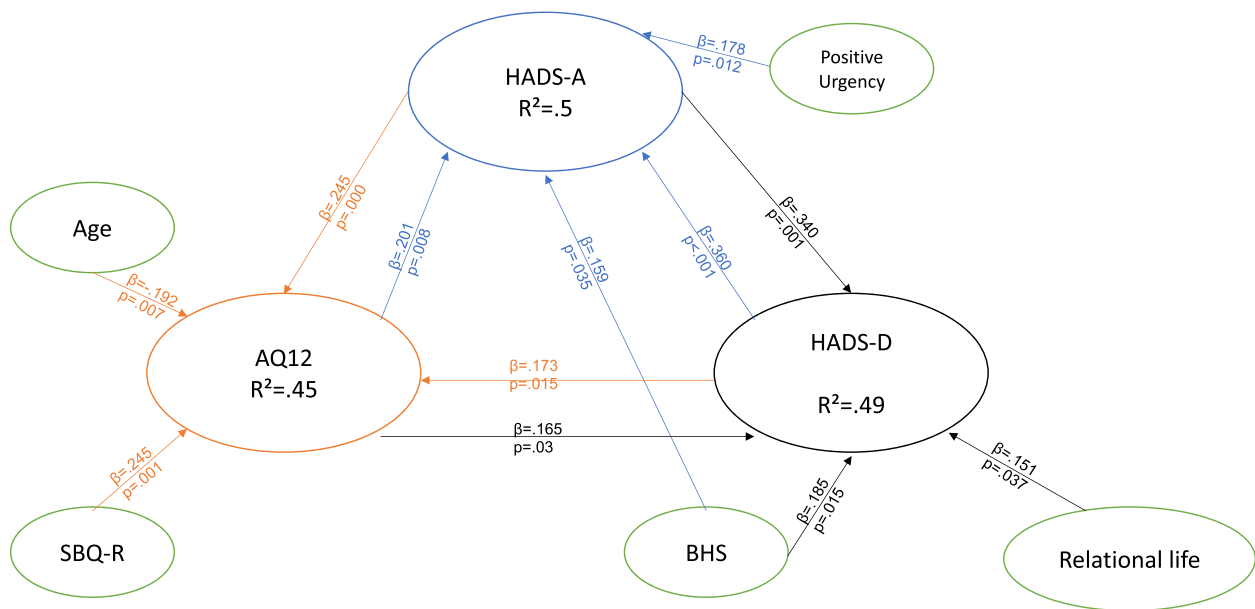 β=.178
p=.012
Positive
Urgency
HADS-A
R²=.5
β=.245
p=.000
β=.201
p=.008
β=.159
p=.035
β=.360
p<.001
β=.340
p=.001
Age
β=-.192
p=.007
AQ12
R²=.45
β=.173
p=.015
HADS-D
R²=.49
β=.165
p=.03
β=.245
p=.001
β=.185
p=.015
β=.151
p=.037
SBQ-R
BHS
Relational life